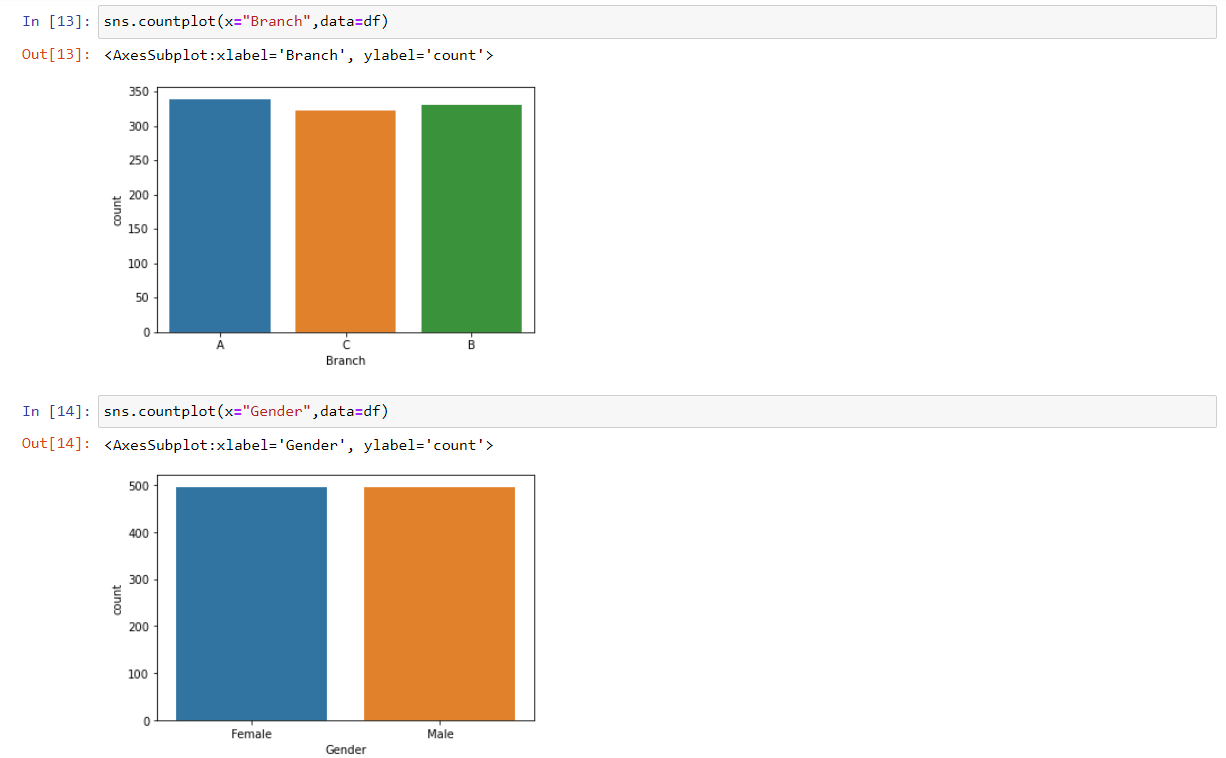 In [13]: sns.countplot(x="Branch",data=df)
Out[13]: <AxesSubplot:xlabel='Branch', ylabel='count'>
350
300
250
200
150
100
50
0
count
A C B
Branch
In [14]: sns.countplot(x="Gender",data=df)
Out[14]: <AxesSubplot:xlabel='Gender', ylabel='count'>
500
400
300
200
100
0
count
Female Male
Gender